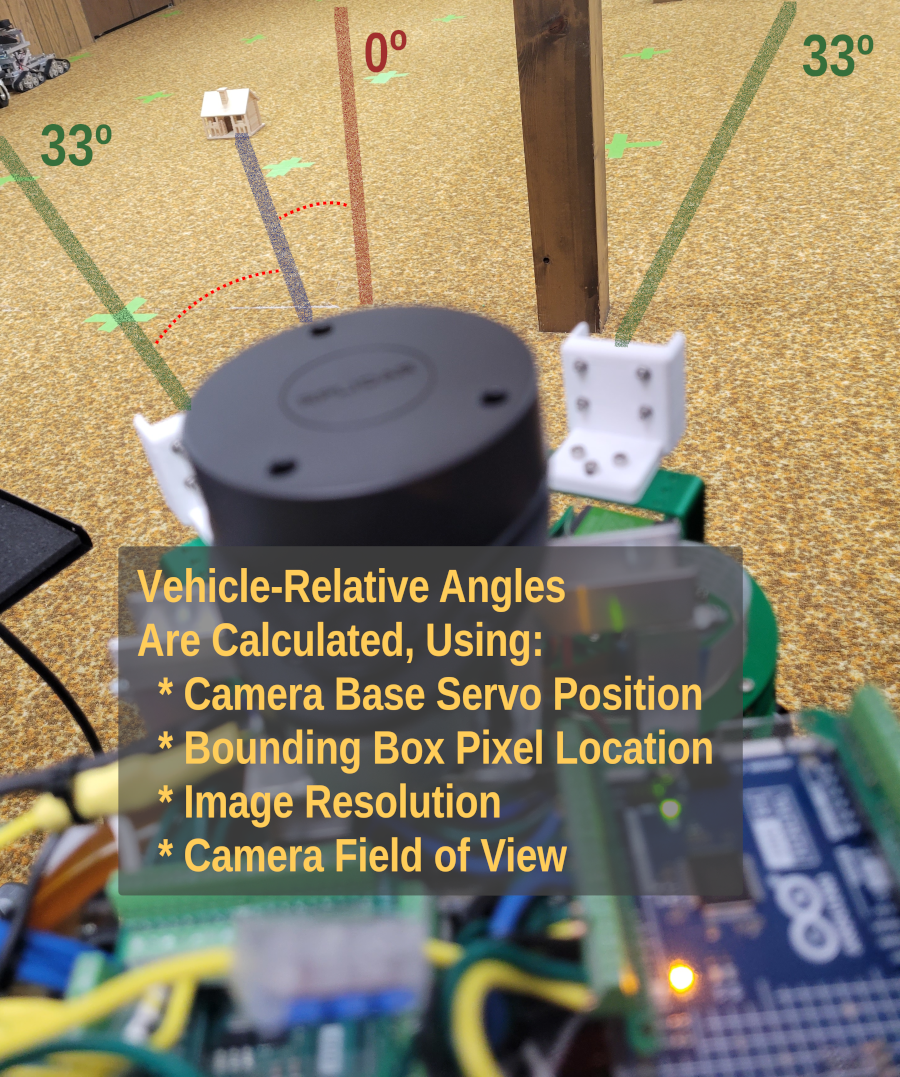 0º
33º
33º
Vehicle-Relative Angles
Are Calculated, Using:
* Camera Base Servo Position
* Bounding Box Pixel Location
* Image Resolution
* Camera Field of View